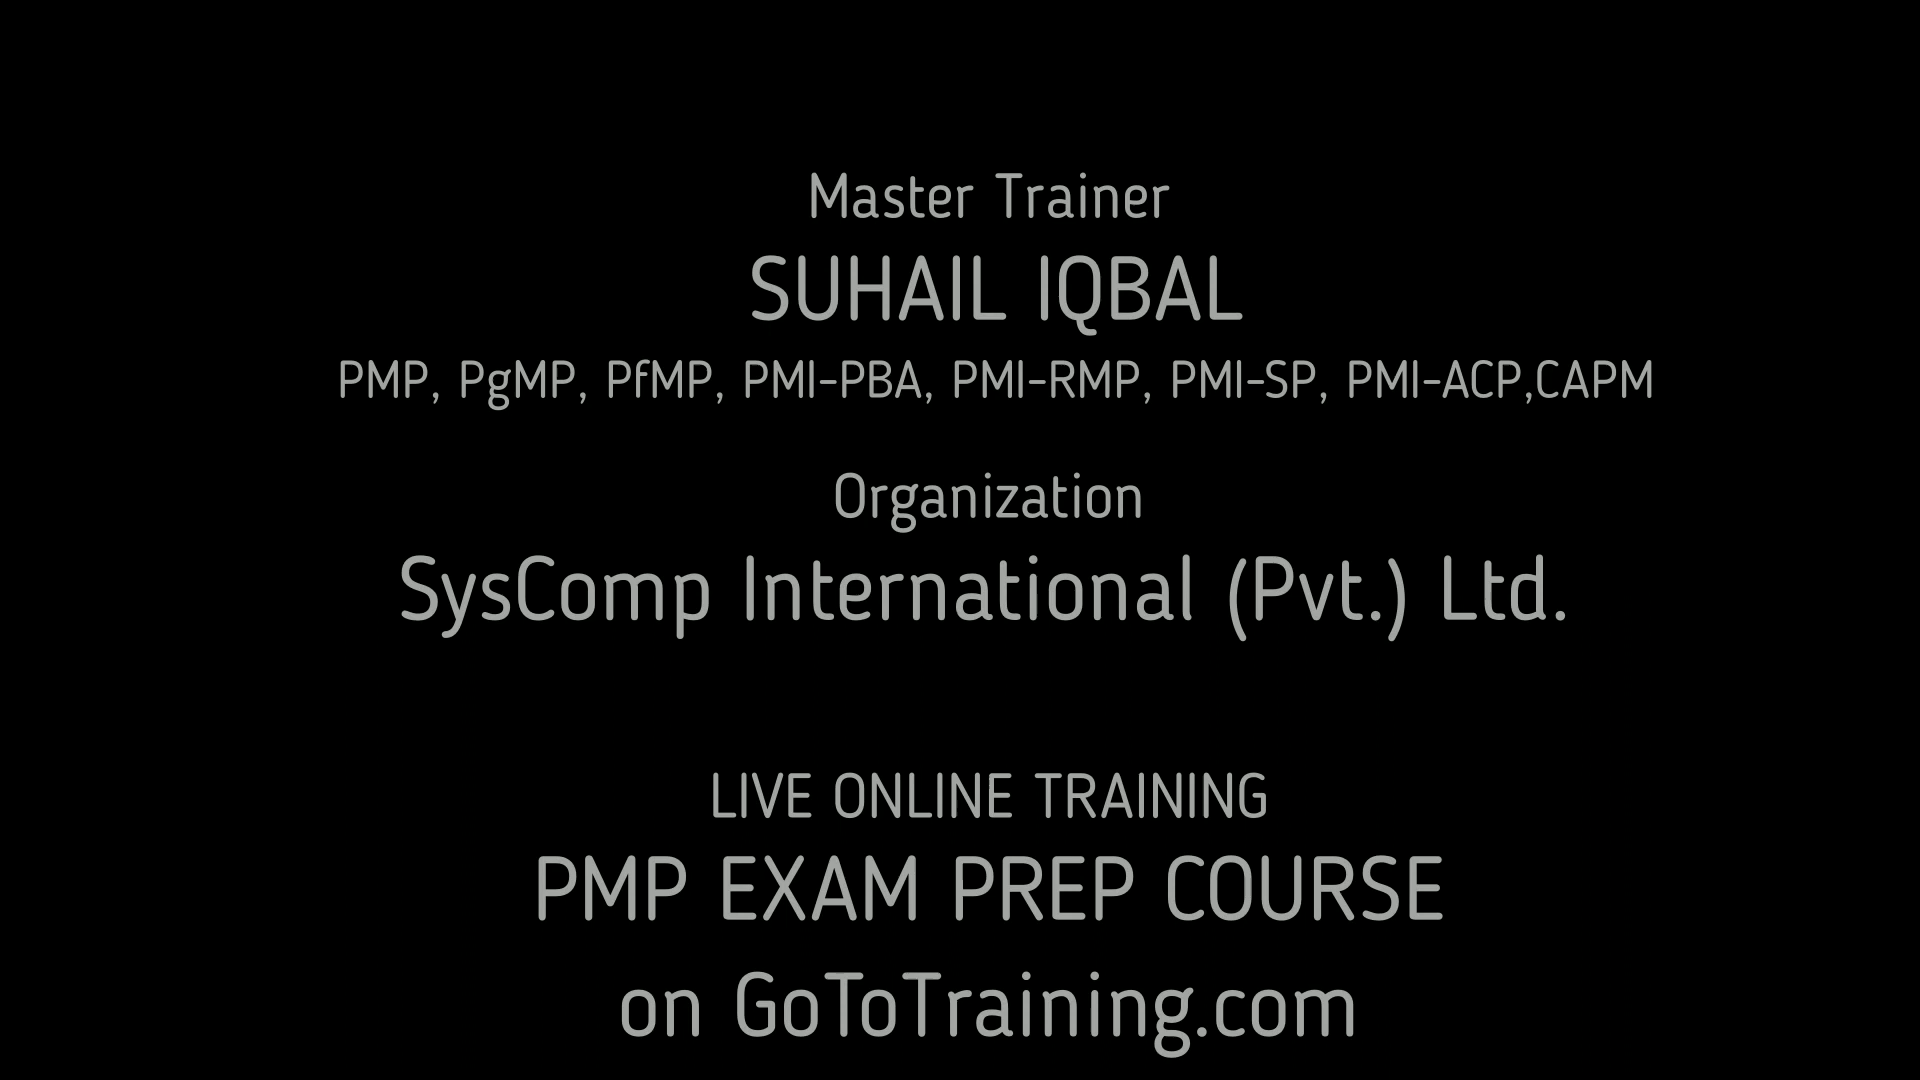 Master Trainer
SUHAIL IQBAL
PMP, PgMP, PfMP, PMI-PBA, PMI-RMP, PMI-SP, PMI-ACP,CAPM
Organization
SysComp International (Pvt.) Ltd.
LIVE ONLINE TRAINING
PMP EXAM PREP COURSE
on GoToTraining.com